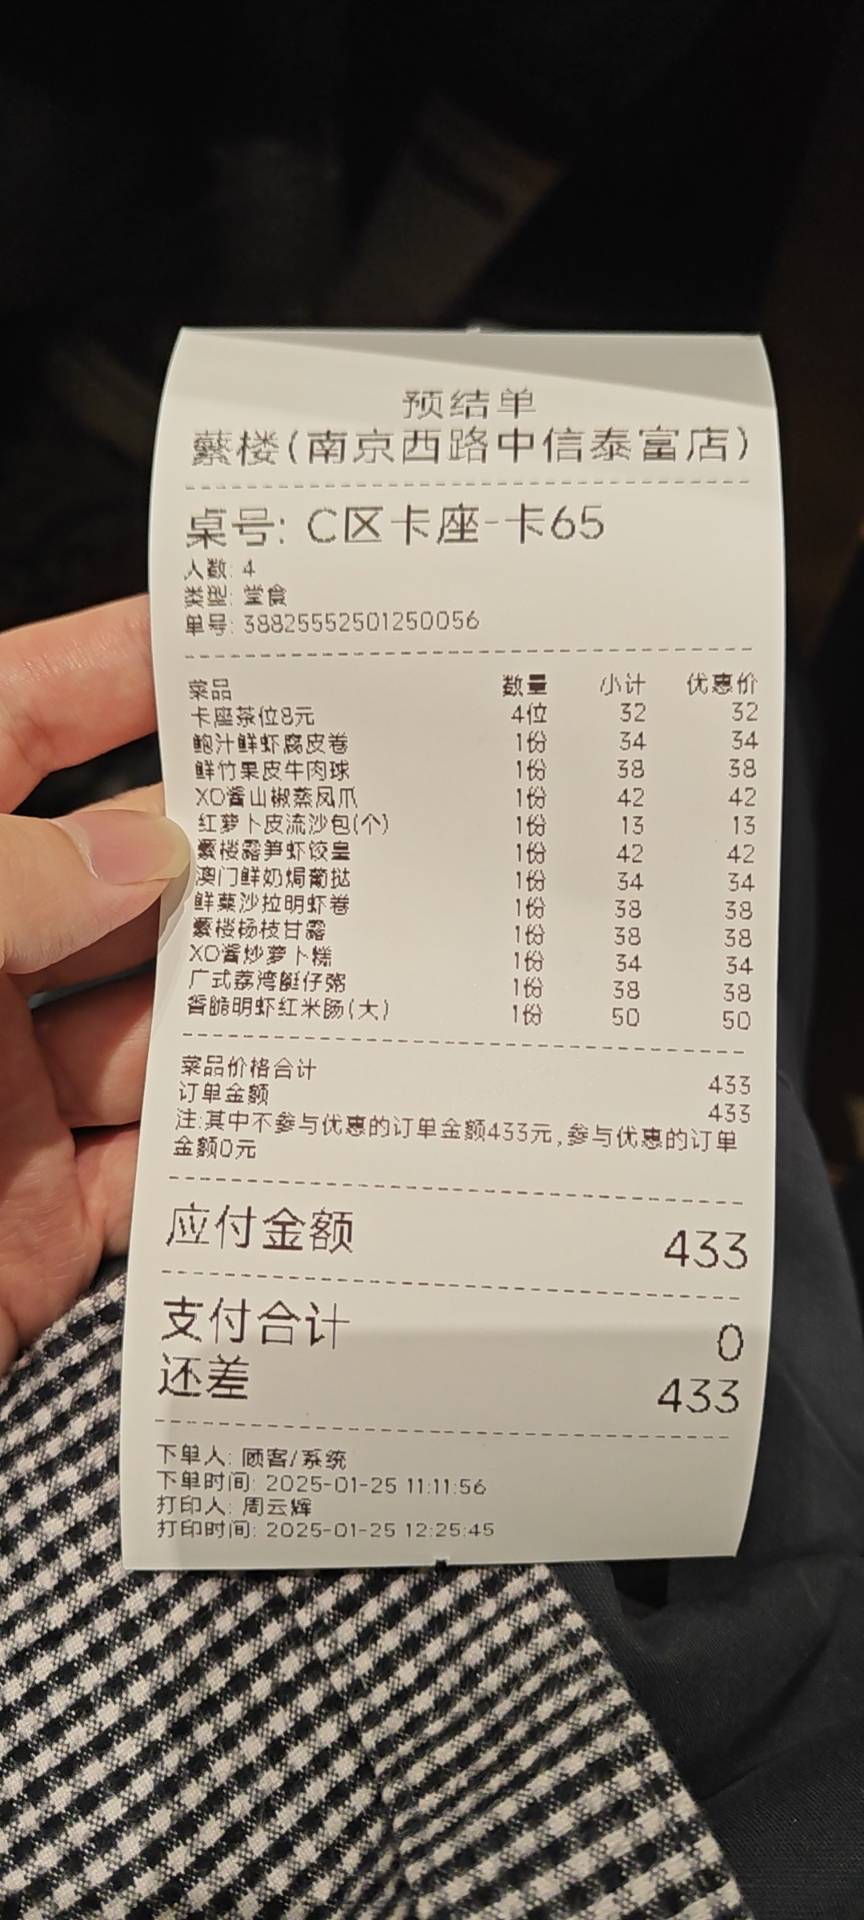 预结单
蘩楼(南京西路中信泰富店)
桌号: C区卡座-卡65
人数: 4
类型: 堂食
单号: 38825552501250056
菜品 数量 小计 优惠价
卡座茶位8元 4位 32 32
鲍汁鲜虾腐皮卷 1份 34 34
鲜竹果皮牛肉球 1份 38 38
XO酱山椒蒸凤爪 1份 42 42
红萝卜皮流沙包(个) 1份 13 13
蘩楼露笋虾饺皇 1份 42 42
澳门鲜奶焗葡挞 1份 34 34
鲜菜沙拉明虾卷 1份 38 38
蘩楼杨枝甘露 1份 38 38
XO酱炒萝卜糕 1份 34 34
广式荔湾艇仔粥 1份 38 38
香脆明虾红米肠(大) 1份 50 50
菜品价格合计 433
订单金额 433
注:其中不参与优惠的订单金额433元,参与优惠的订单
金额0元
应付金额 433
支付合计 0
还差 433
下单人: 顾客/系统
下单时间: 2025-01-25 11:11:56
打印人: 周云辉
打印时间: 2025-01-25 12:25:45